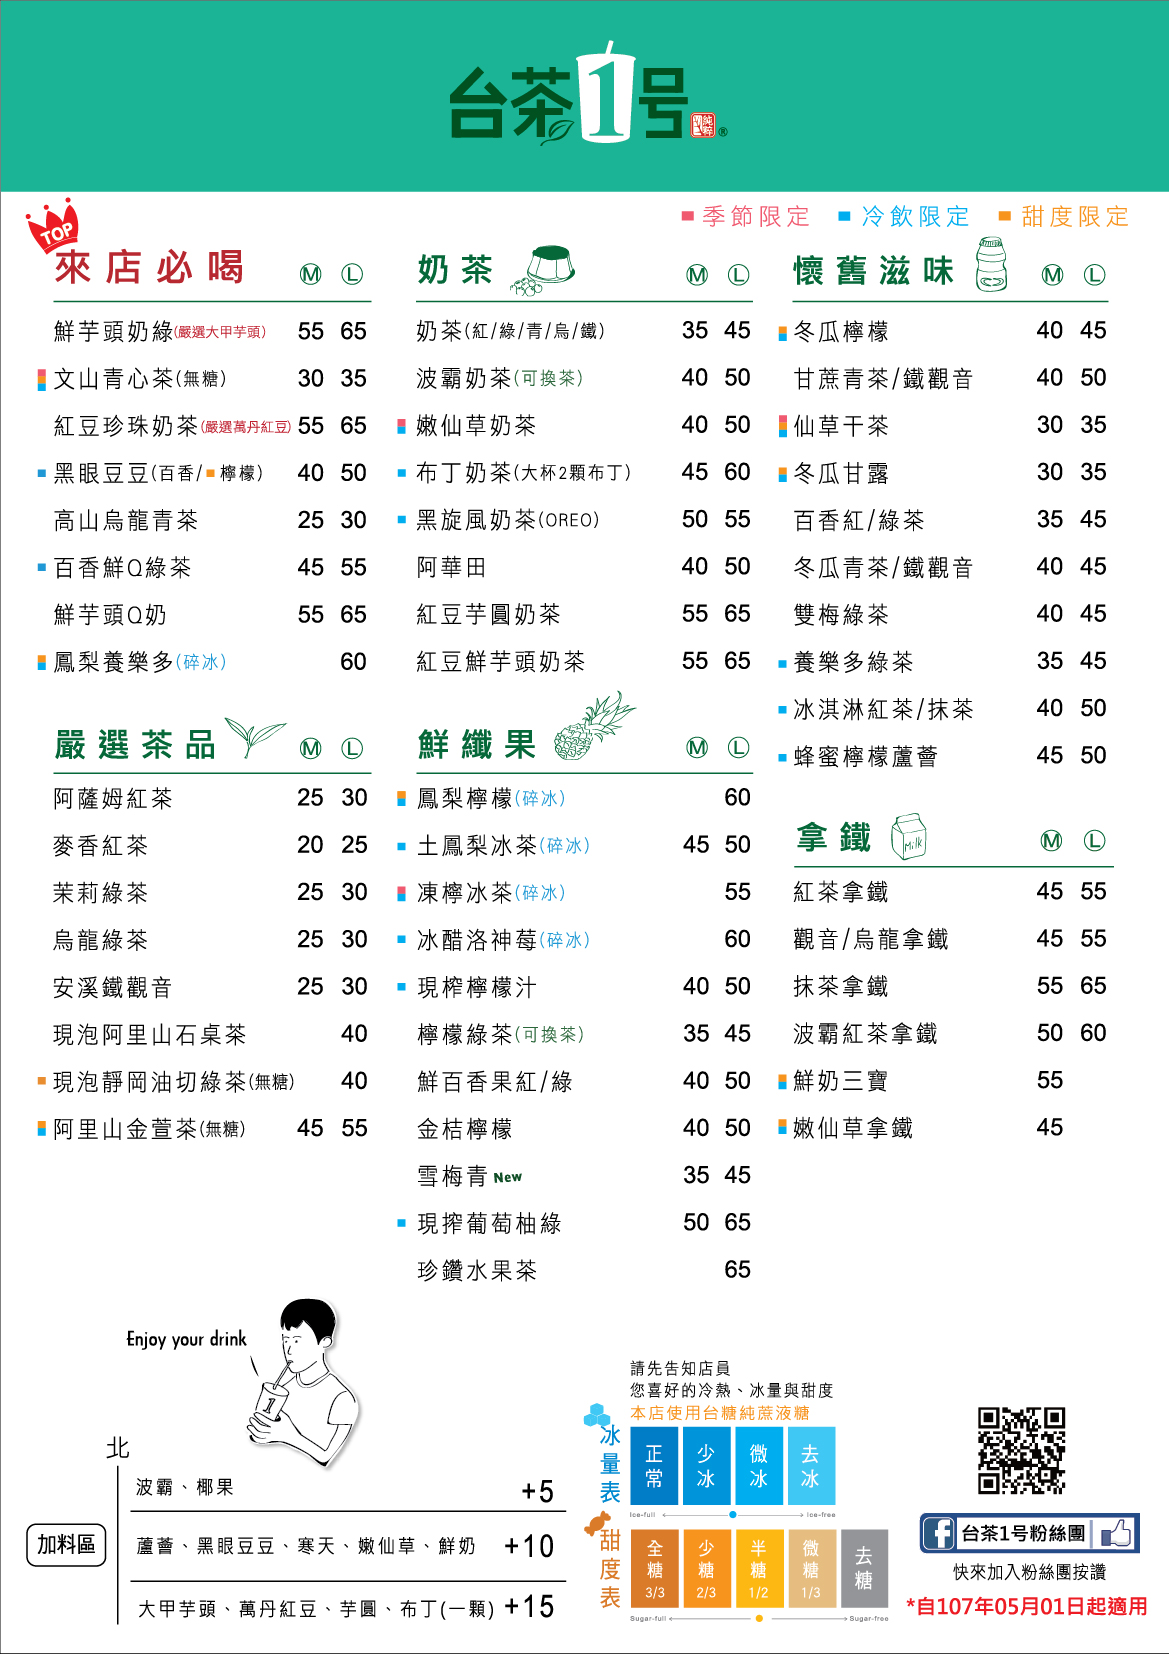 台茶1号 純粹 ®
季節限定 冷飲限定 甜度限定
TOP
來店必喝 M L
鮮芋頭奶綠(嚴選大甲芋頭) 55 65
文山青心茶(無糖) 30 35
紅豆珍珠奶茶(嚴選萬丹紅豆) 55 65
黑眼豆豆(百香/檸檬) 40 50
高山烏龍青茶 25 30
百香鮮Q綠茶 45 55
鮮芋頭Q奶 55 65
鳳梨養樂多(碎冰) 60
嚴選茶品 M L
阿薩姆紅茶 25 30
麥香紅茶 20 25
茉莉綠茶 25 30
烏龍綠茶 25 30
安溪鐵觀音 25 30
現泡阿里山石桌茶 40
現泡靜岡油切綠茶(無糖) 40
阿里山金萱茶(無糖) 45 55
奶茶 M L
奶茶(紅/綠/青/烏/鐵) 35 45
波霸奶茶(可換茶) 40 50
嫩仙草奶茶 40 50
布丁奶茶(大杯2顆布丁) 45 60
黑旋風奶茶(OREO) 50 55
阿華田 40 50
紅豆芋圓奶茶 55 65
紅豆鮮芋頭奶茶 55 65
鮮纖果 M L
鳳梨檸檬(碎冰) 60
土鳳梨冰茶(碎冰) 45 50
凍檸冰茶(碎冰) 55
冰醋洛神莓(碎冰) 60
現榨檸檬汁 40 50
檸檬綠茶(可換茶) 35 45
鮮百香果紅/綠 40 50
金桔檸檬 40 50
雪梅青 New 35 45
現搾葡萄柚綠 50 65
珍鑽水果茶 65
懷舊滋味 M L
冬瓜檸檬 40 45
甘蔗青茶/鐵觀音 40 50
仙草干茶 30 35
冬瓜甘露 30 35
百香紅/綠茶 35 45
冬瓜青茶/鐵觀音 40 45
雙梅綠茶 40 45
養樂多綠茶 35 45
冰淇淋紅茶/抹茶 40 50
蜂蜜檸檬蘆薈 45 50
拿鐵 Milk M L
紅茶拿鐵 45 55
觀音/烏龍拿鐵 45 55
抹茶拿鐵 55 65
波霸紅茶拿鐵 50 60
鮮奶三寶 55
嫩仙草拿鐵 45
Enjoy your drink
1
北
加料區
波霸、椰果 +5
蘆薈、黑眼豆豆、寒天、嫩仙草、鮮奶 +10
大甲芋頭、萬丹紅豆、芋圓、布丁(一顆) +15
請先告知店員
您喜好的冷熱、冰量與甜度
本店使用台糖純蔗液糖
冰量表
正常 少冰 微冰 去冰
Ice-full Ice-free
甜度表
全糖 3/3 少糖 2/3 半糖 1/2 微糖 1/3 去糖
Sugar-full Sugar-free
f 台茶1号粉絲團
快來加入粉絲團按讚
*自107年05月01日起適用